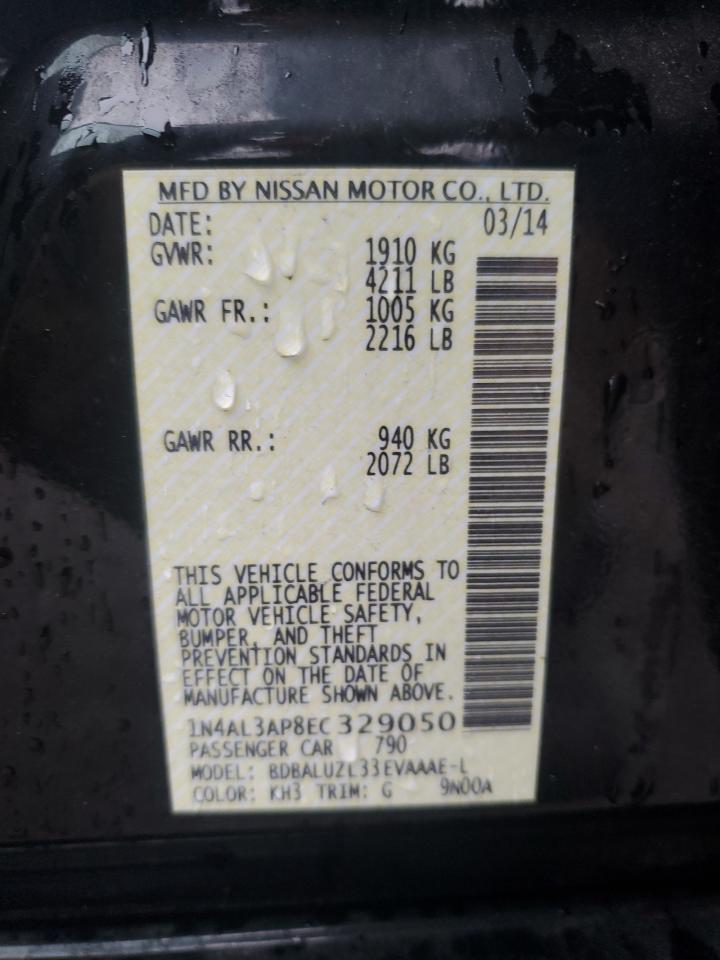 MFD BY NISSAN MOTOR CO., LTD.
DATE: 03/14
GVWR: 1910 KG
4211 LB
GAWR FR.: 1005 KG
2216 LB
GAWR RR.: 940 KG
2072 LB
THIS VEHICLE CONFORMS TO
ALL APPLICABLE FEDERAL
MOTOR VEHICLE SAFETY,
BUMPER, AND THEFT
PREVENTION STANDARDS IN
EFFECT ON THE DATE OF
MANUFACTURE SHOWN ABOVE.
1N4AL3AP8EC 329050
PASSENGER CAR 790
MODEL: BDBALUZL33EVAAAE-L
COLOR: KH3 TRIM: G 9N00A